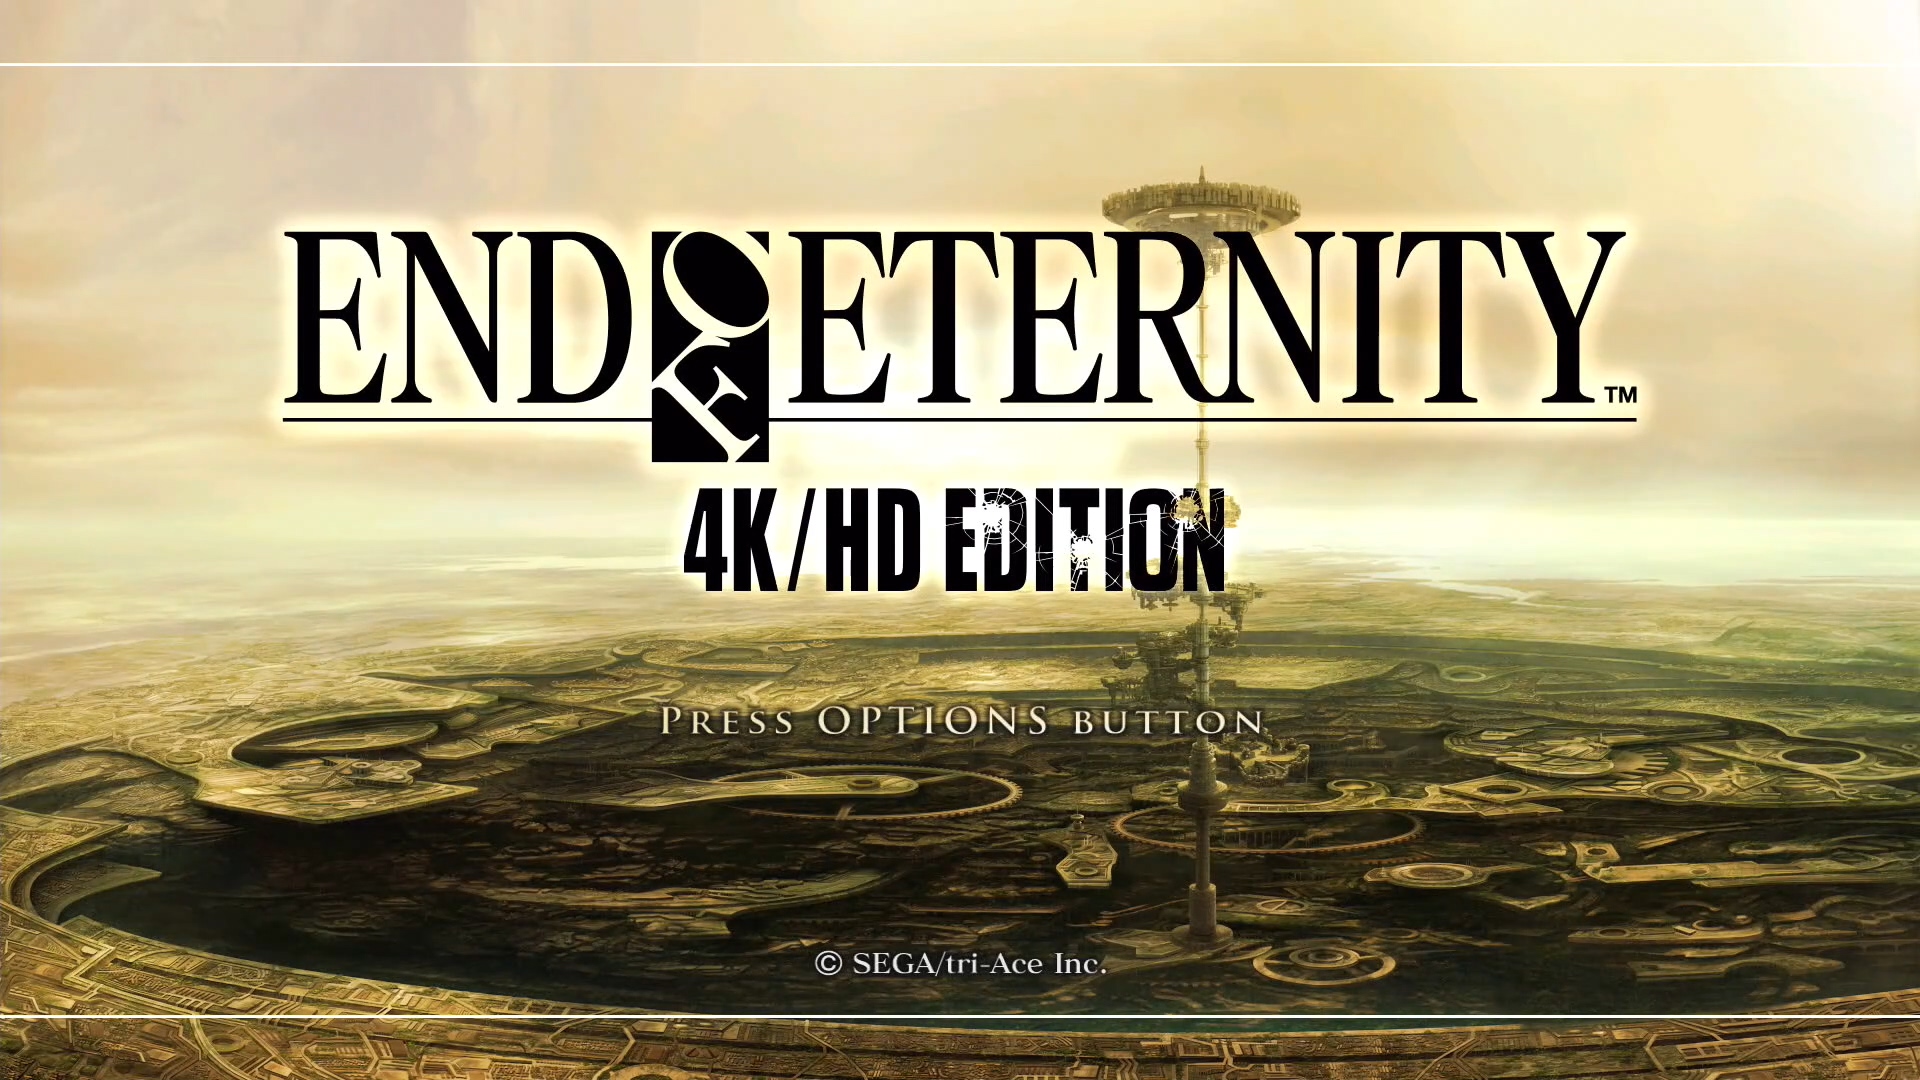 END OF ETERNITY™
4K/HD EDITION
PRESS OPTIONS BUTTON
© SEGA/tri-Ace Inc.